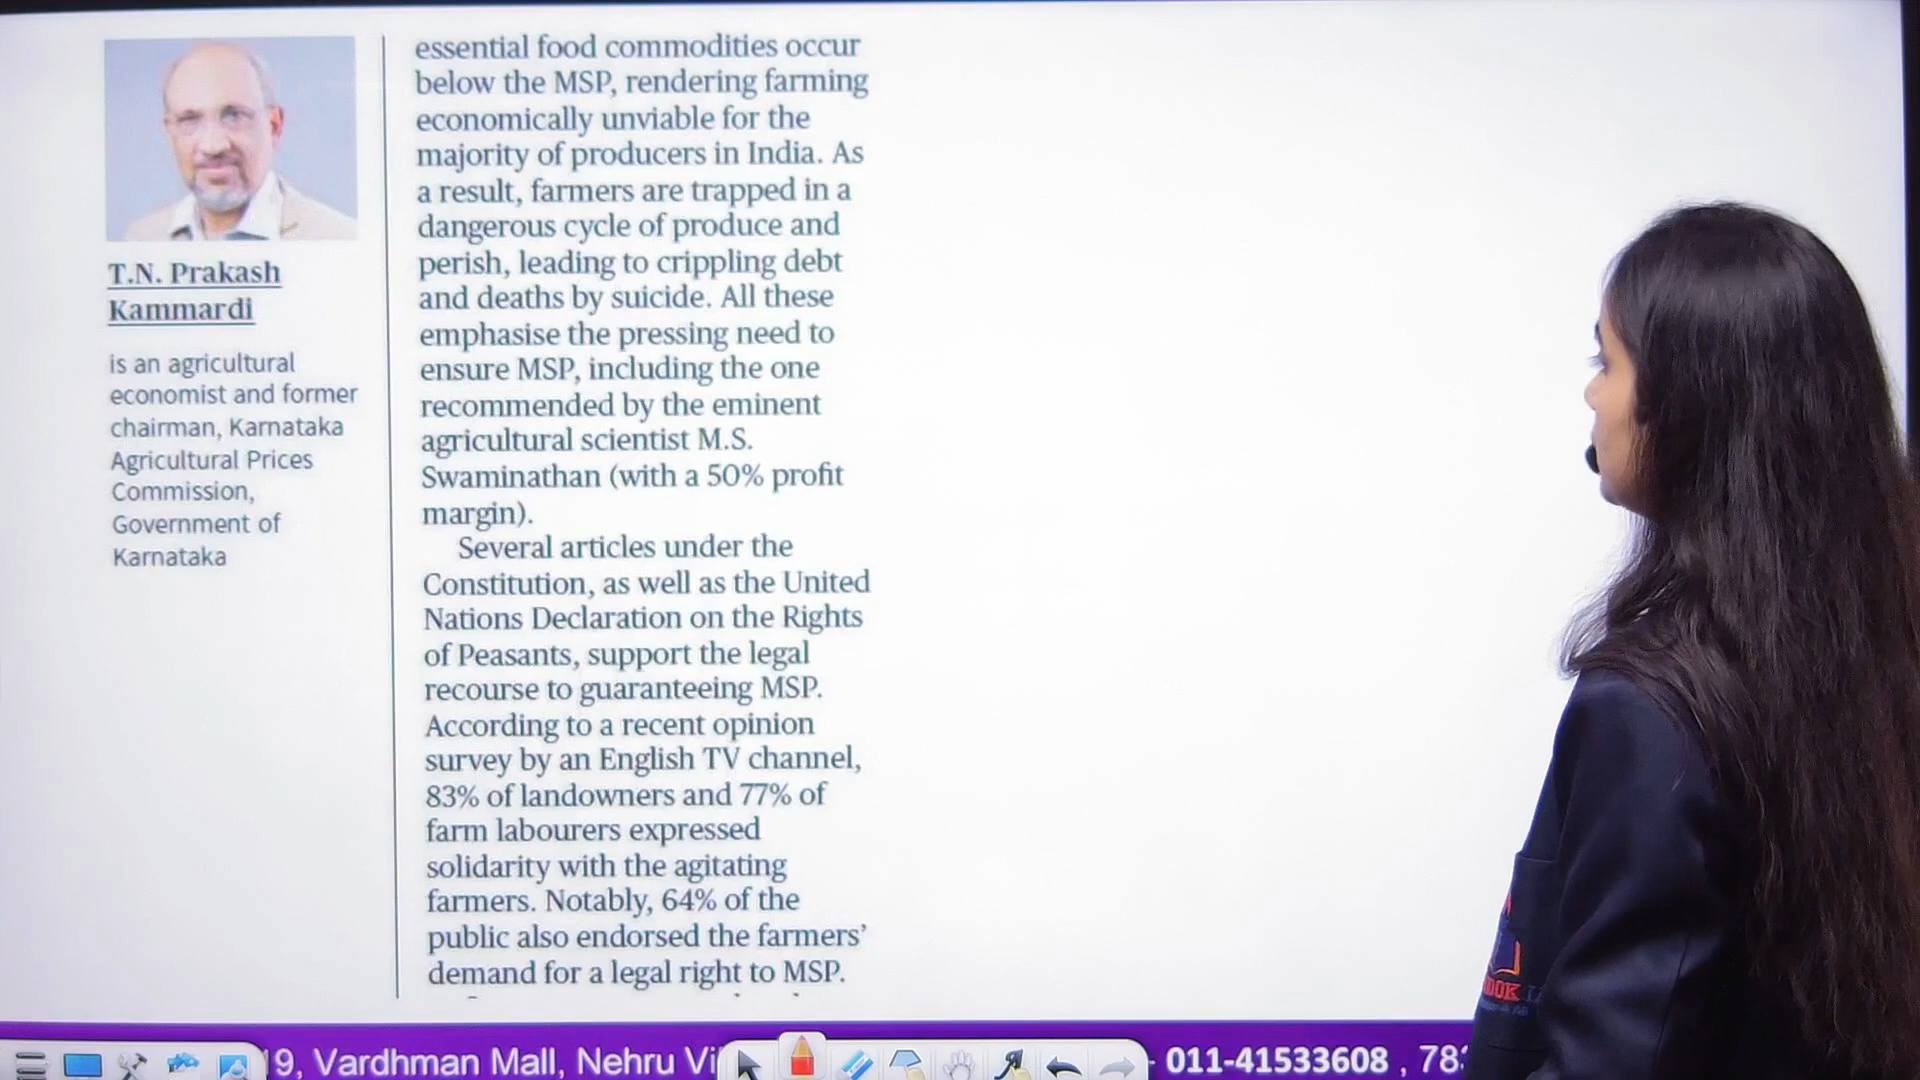 T.N. Prakash
Kammardi
is an agricultural
economist and former
chairman, Karnataka
Agricultural Prices
Commission,
Government of
Karnataka
essential food commodities occur
below the MSP, rendering farming
economically unviable for the
majority of producers in India. As
a result, farmers are trapped in a
dangerous cycle of produce and
perish, leading to crippling debt
and deaths by suicide. All these
emphasise the pressing need to
ensure MSP, including the one
recommended by the eminent
agricultural scientist M.S.
Swaminathan (with a 50% profit
margin).
Several articles under the
Constitution, as well as the United
Nations Declaration on the Rights
of Peasants, support the legal
recourse to guaranteeing MSP.
According to a recent opinion
survey by an English TV channel,
83% of landowners and 77% of
farm labourers expressed
solidarity with the agitating
farmers. Notably, 64% of the
public also endorsed the farmers’
demand for a legal right to MSP.
9, Vardhman Mall, Nehru Vi
011-41533608 , 78